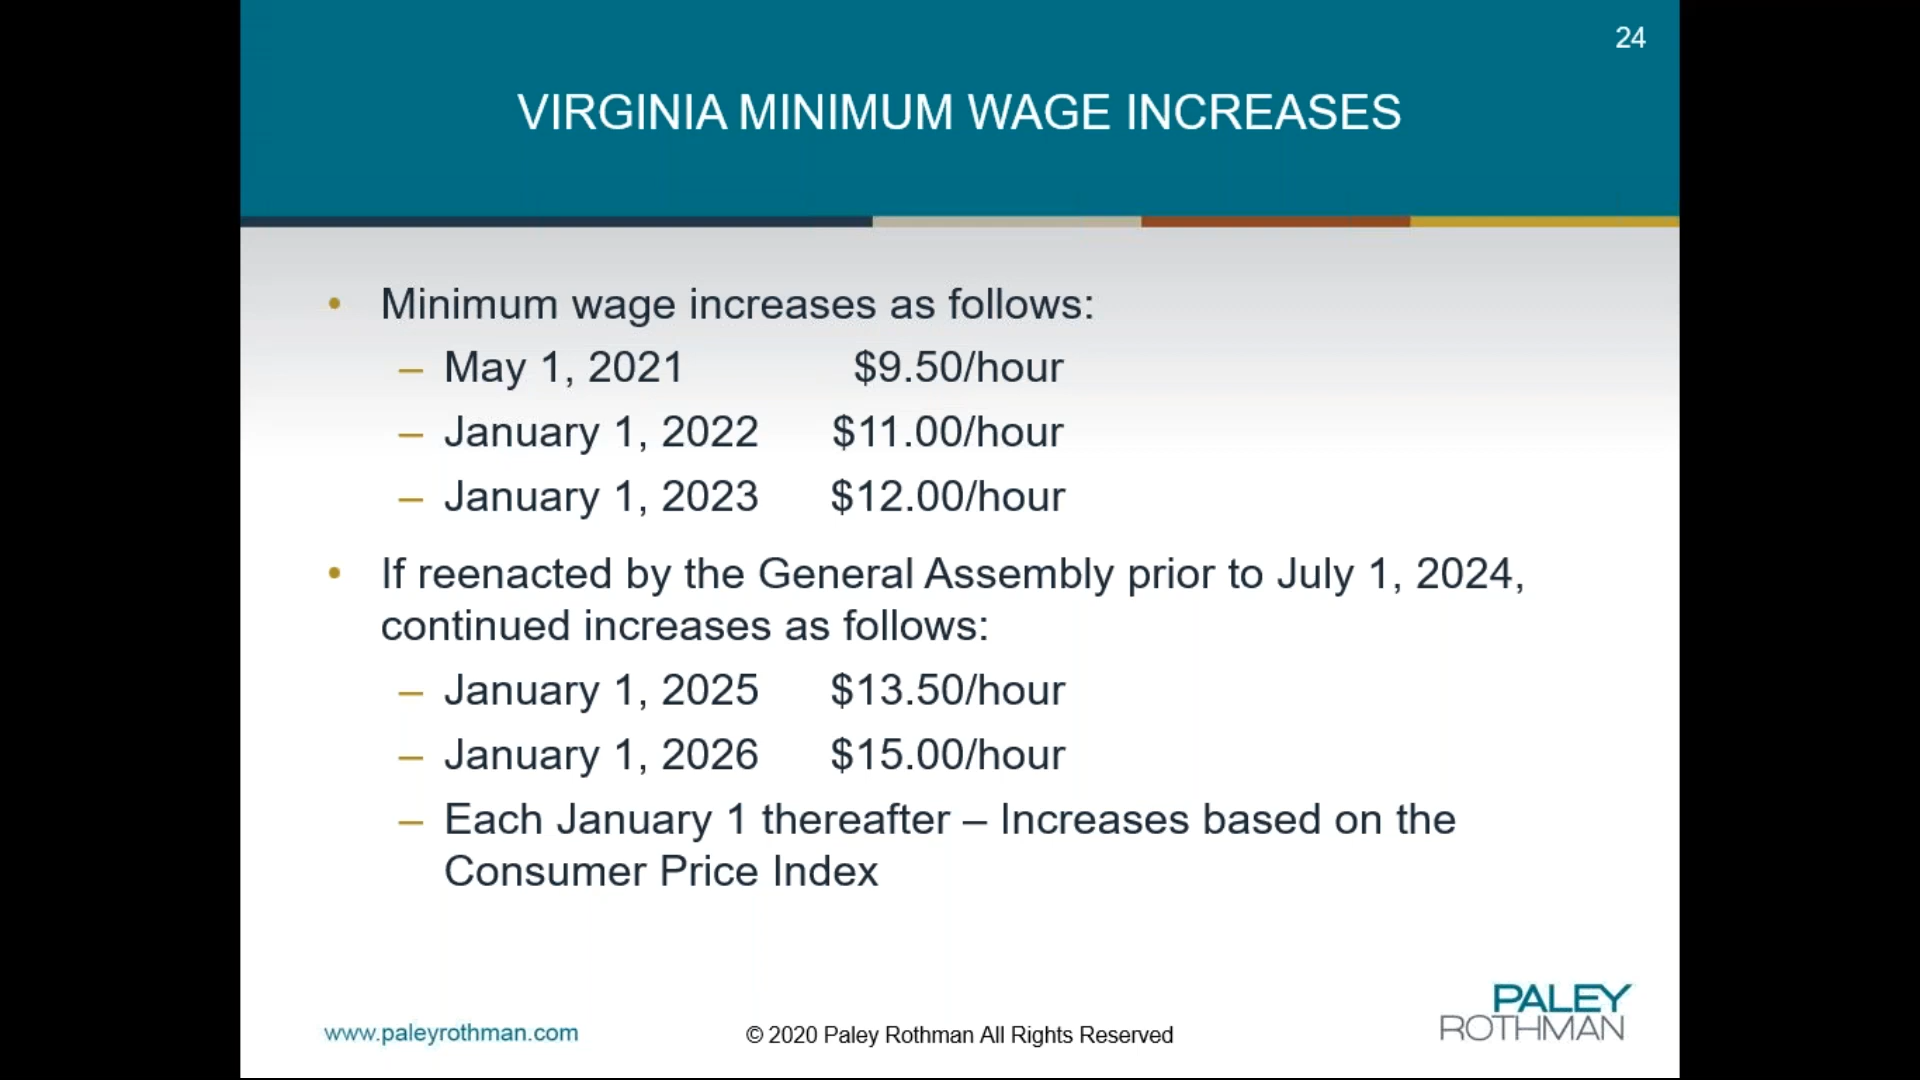 24
VIRGINIA MINIMUM WAGE INCREASES
• Minimum wage increases as follows:
– May 1, 2021 $9.50/hour
– January 1, 2022 $11.00/hour
– January 1, 2023 $12.00/hour
• If reenacted by the General Assembly prior to July 1, 2024,
continued increases as follows:
– January 1, 2025 $13.50/hour
– January 1, 2026 $15.00/hour
– Each January 1 thereafter – Increases based on the
Consumer Price Index
www.paleyrothman.com
© 2020 Paley Rothman All Rights Reserved
PALEY
ROTHMAN